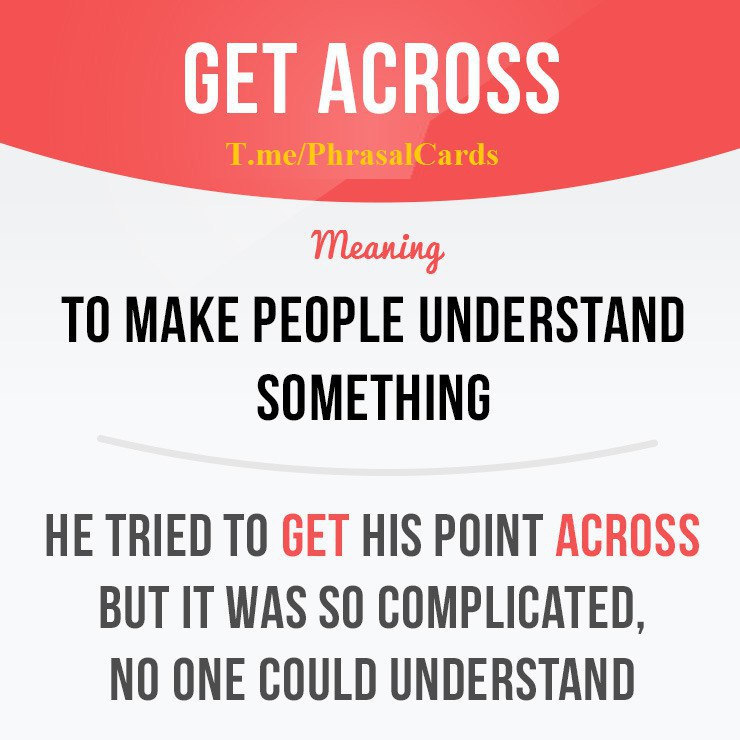 GET ACROSS
T.me/PhrasalCards
Meaning
TO MAKE PEOPLE UNDERSTAND
SOMETHING
HE TRIED TO GET HIS POINT ACROSS
BUT IT WAS SO COMPLICATED,
NO ONE COULD UNDERSTAND